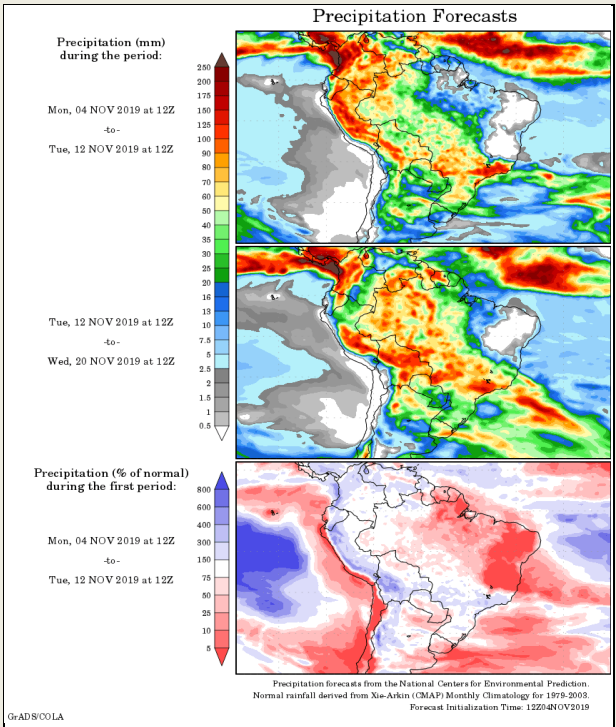 Precipitation Forecasts
Precipitation (mm)
during the period:
Mon, 04 NOV 2019 at 12Z
-to-
Tue, 12 NOV 2019 at 12Z
250
200
175
150
125
100
90
80
70
60
50
40
35
30
25
20
16
13
10
7.5
5
2.5
2
1.5
1
0.5
Tue, 12 NOV 2019 at 12Z
-to-
Wed, 20 NOV 2019 at 12Z
Precipitation (% of normal)
during the first period:
Mon, 04 NOV 2019 at 12Z
-to-
Tue, 12 NOV 2019 at 12Z
800
600
400
300
150
75
50
25
10
5
Precipitation forecasts from the National Centers for Environmental Prediction.
Normal rainfall derived from Xie-Arkin (CMAP) Monthly Climatology for 1979-2003.
Forecast Initialization Time: 12Z04NOV2019
GrADS/COLA